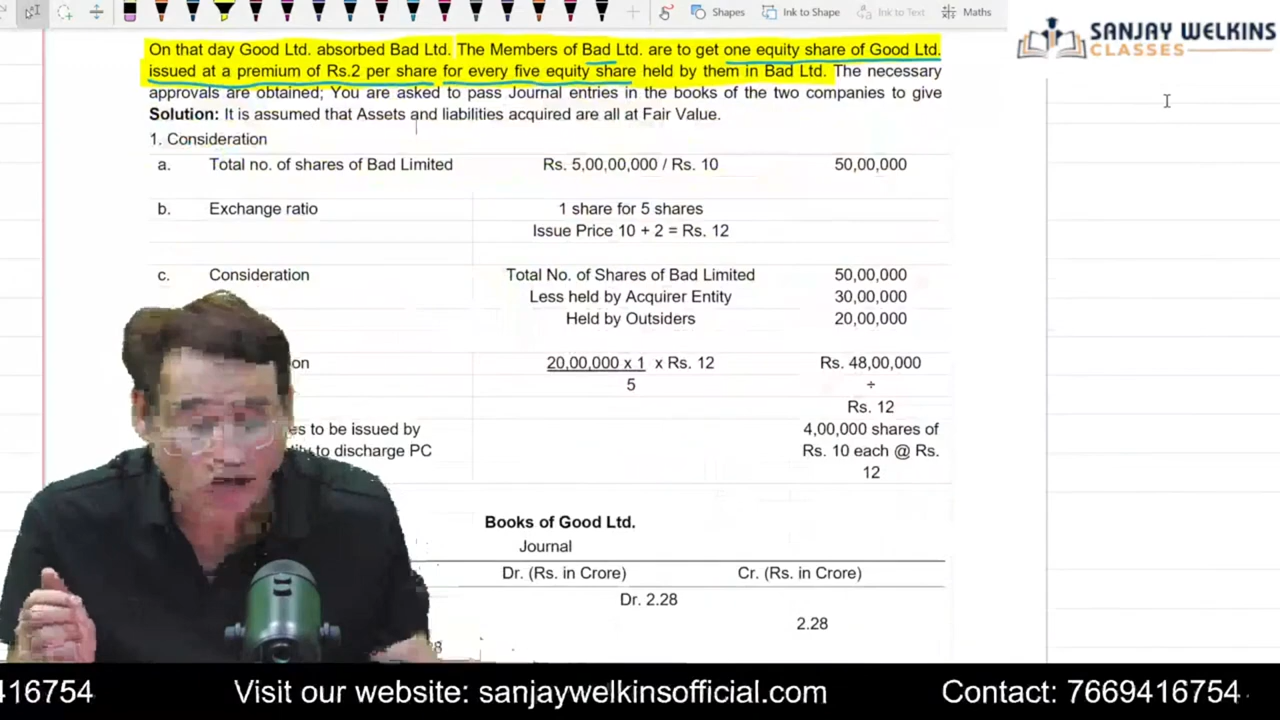 Shapes Ink to Shape Ink to Text Maths
SANJAY WELKINS
CLASSES
On that day Good Ltd. absorbed Bad Ltd. The Members of Bad Ltd. are to get one equity share of Good Ltd.
issued at a premium of Rs.2 per share for every five equity share held by them in Bad Ltd. The necessary
approvals are obtained; You are asked to pass Journal entries in the books of the two companies to give
Solution: It is assumed that Assets and liabilities acquired are all at Fair Value.
1. Consideration
a. Total no. of shares of Bad Limited Rs. 5,00,00,000 / Rs. 10 50,00,000
b. Exchange ratio 1 share for 5 shares
Issue Price 10 + 2 = Rs. 12
c. Consideration Total No. of Shares of Bad Limited 50,00,000
Less held by Acquirer Entity 30,00,000
Held by Outsiders 20,00,000
on 20,00,000 x 1 x Rs. 12 Rs. 48,00,000
5 ÷
Rs. 12
es to be issued by 4,00,000 shares of
tity to discharge PC Rs. 10 each @ Rs.
12
Books of Good Ltd.
Journal
Dr. (Rs. in Crore) Cr. (Rs. in Crore)
Dr. 2.28
2.28
416754 Visit our website: sanjaywelkinsofficial.com Contact: 7669416754